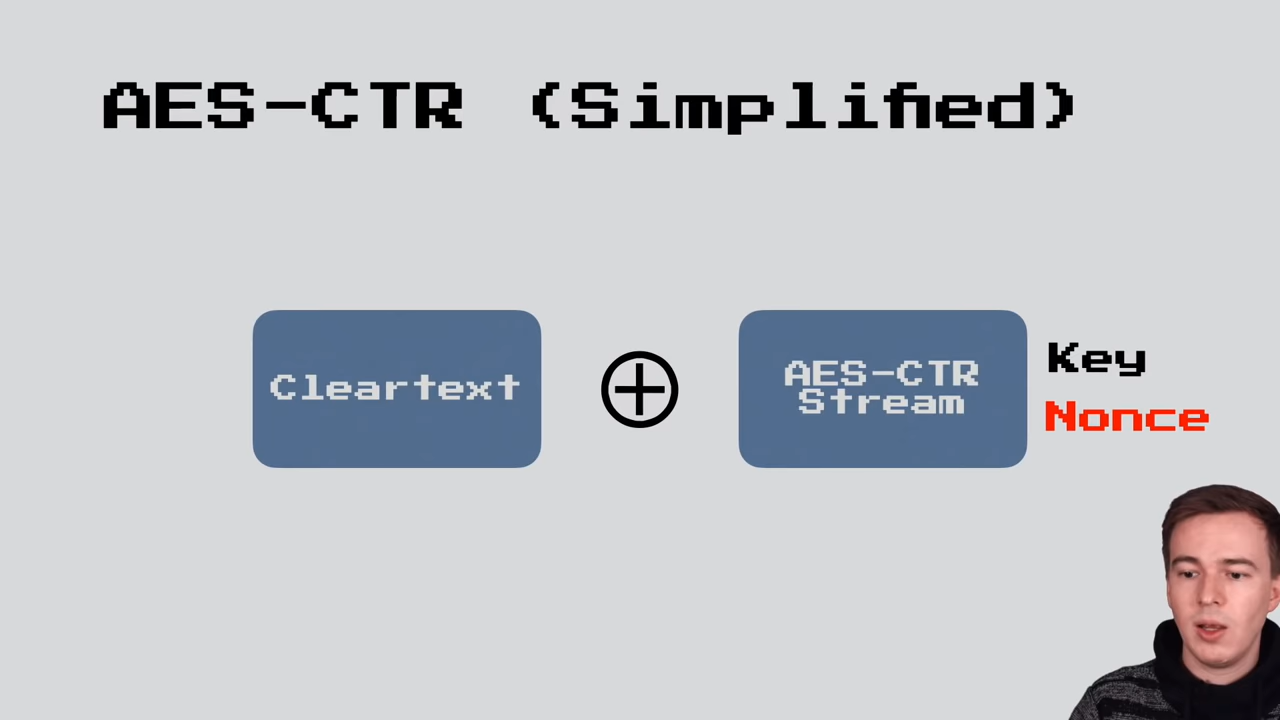 AES-CTR (Simplified)
Cleartext
AES-CTR
Stream
Key
Nonce